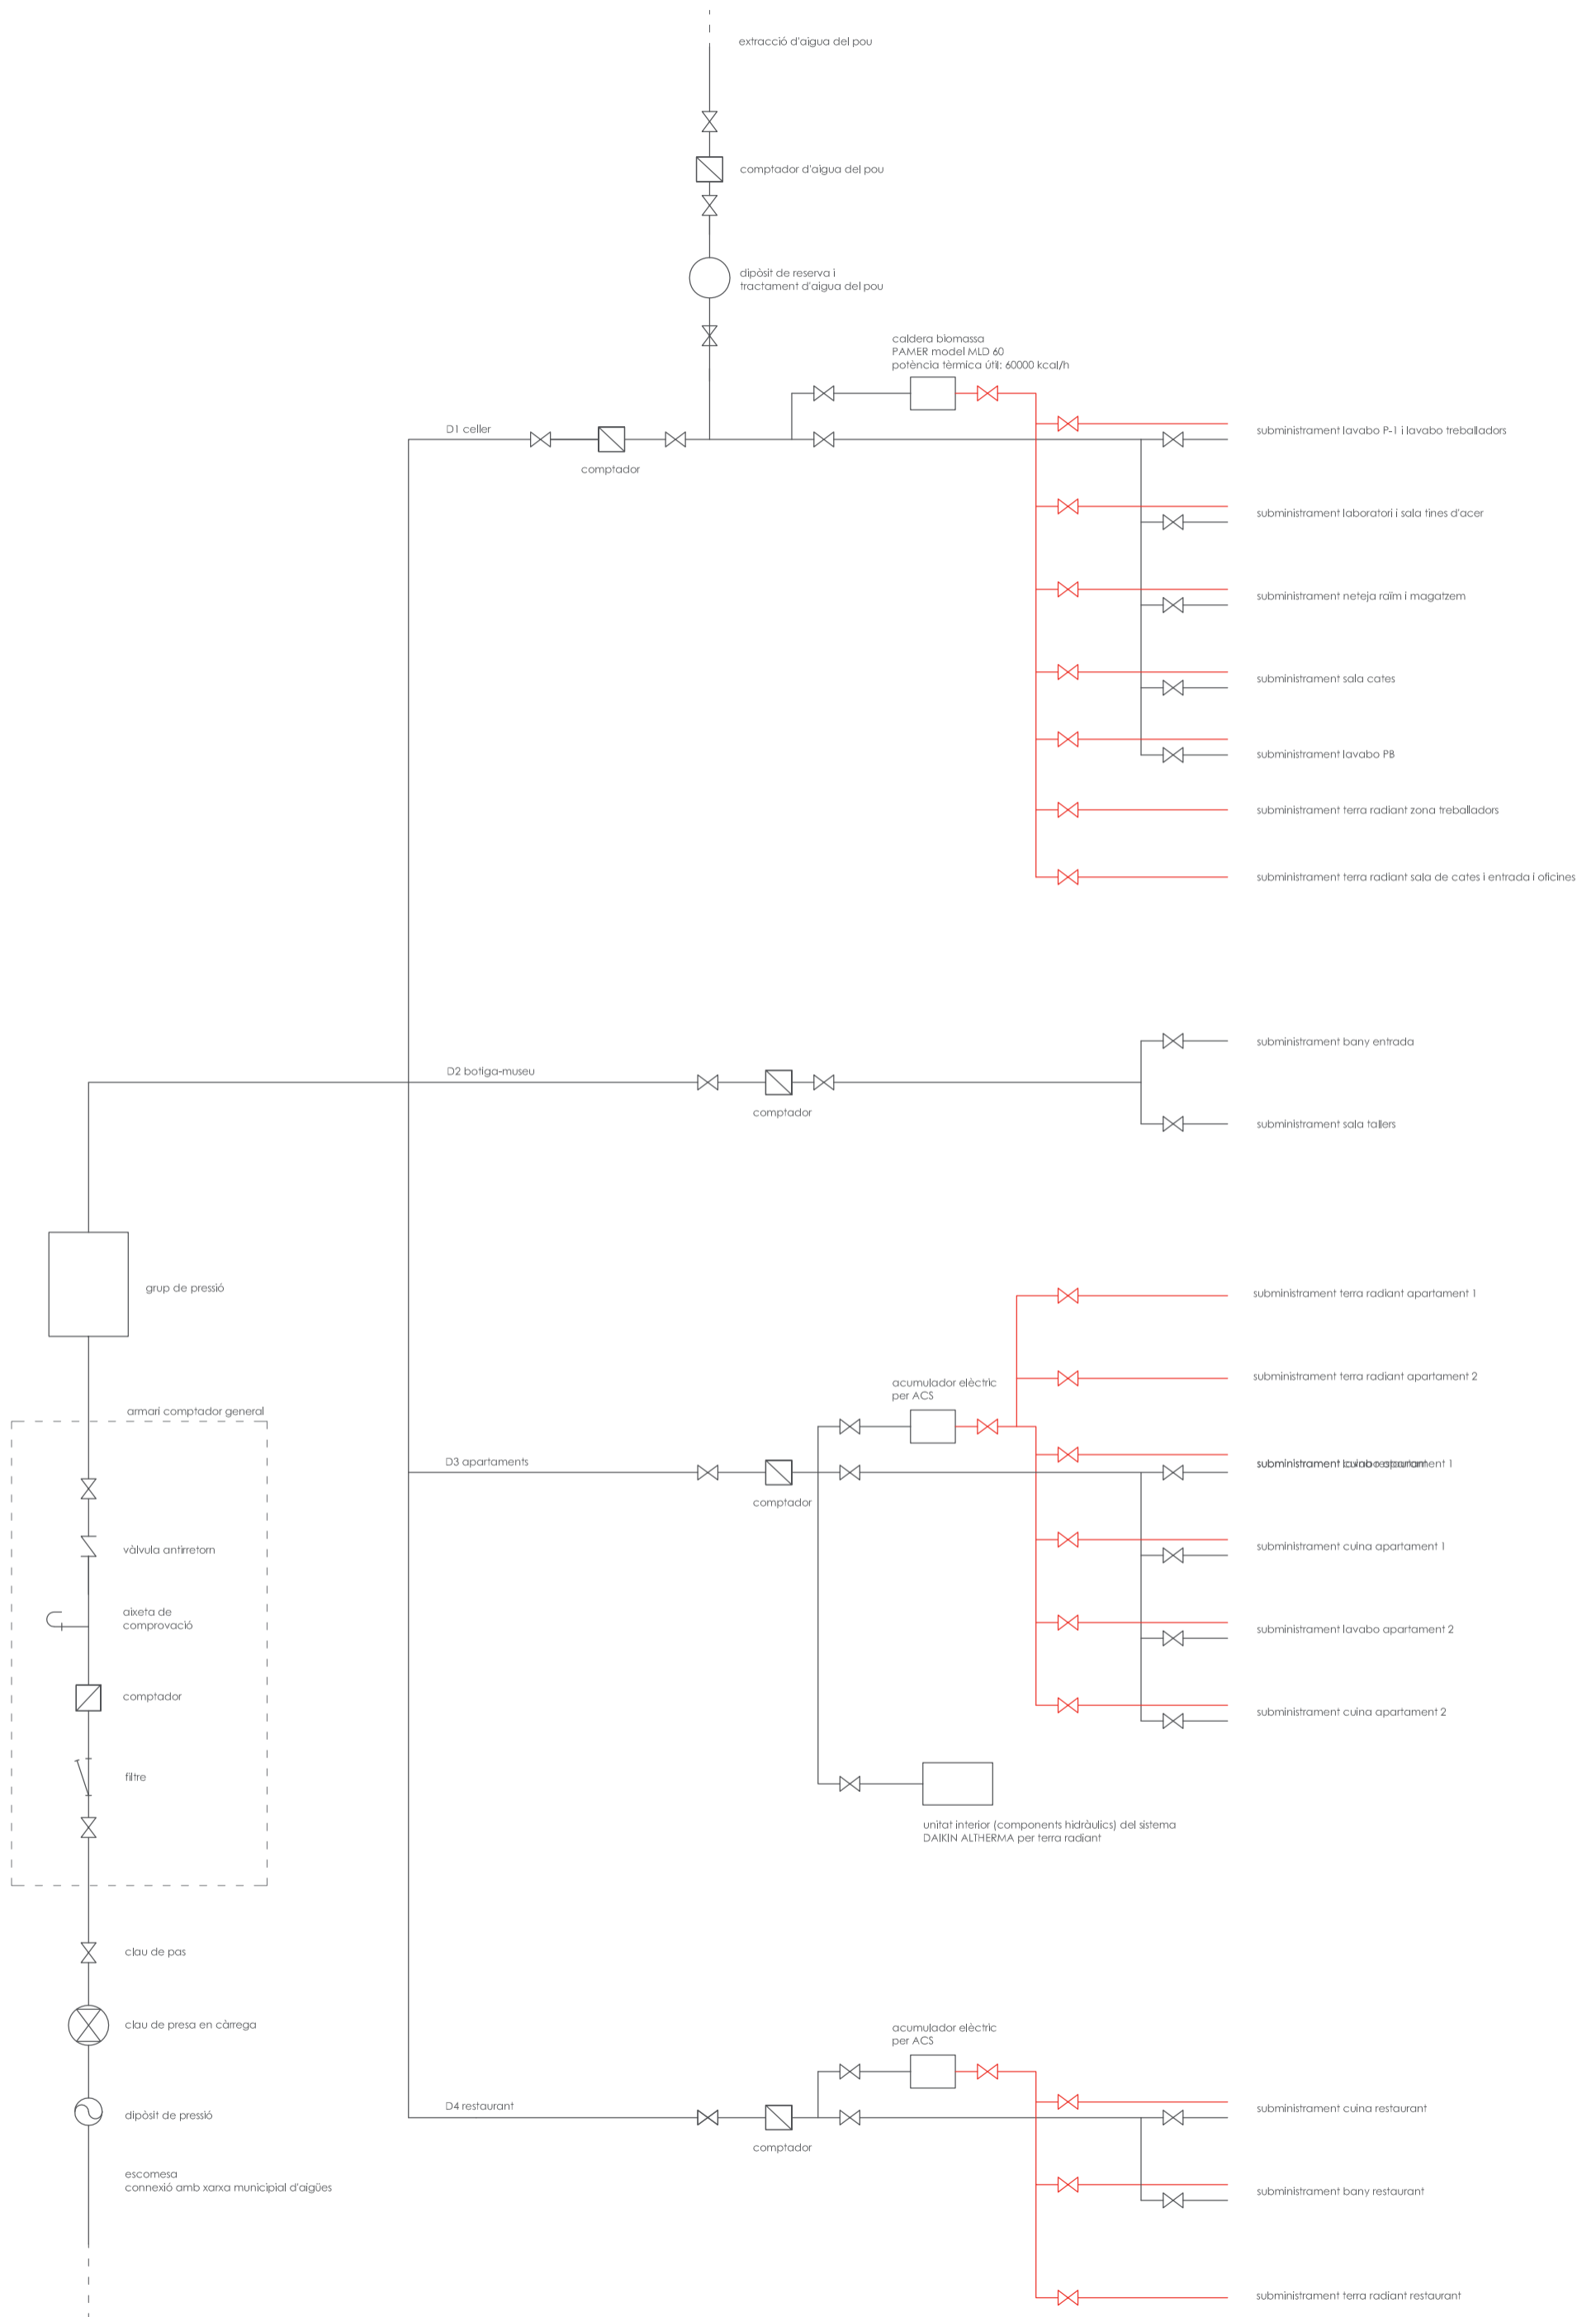 extracció d'aigua del pou
comptador d'aigua del pou
dipòsit de reserva i
tractament d'aigua del pou
caldera biomassa
PAMER model MLD 60
potència tèrmica útil: 60000 kcal/h
D1 celler
comptador
subministrament lavabo P-1 i lavabo treballadors
subministrament laboratori i sala tines d'acer
subministrament neteja raïm i magatzem
subministrament sala cates
subministrament lavabo PB
subministrament terra radiant zona treballadors
subministrament terra radiant sala de cates i entrada i oficines
D2 botiga-museu
comptador
subministrament bany entrada
subministrament sala tallers
grup de pressió
armari comptador general
vàlvula antirretorn
aixeta de
comprovació
comptador
filtre
clau de pas
clau de presa en càrrega
dipòsit de pressió
escomesa
connexió amb xarxa municipial d'aigües
subministrament terra radiant apartament 1
subministrament terra radiant apartament 2
acumulador elèctric
per ACS
D3 apartaments
comptador
subministrament
subministrament cuina apartament 1
subministrament lavabo apartament 2
subministrament cuina apartament 2
unitat interior (components hidràulics) del sistema
DAIKIN ALTHERMA per terra radiant
acumulador elèctric
per ACS
D4 restaurant
comptador
subministrament cuina restaurant
subministrament bany restaurant
subministrament terra radiant restaurant